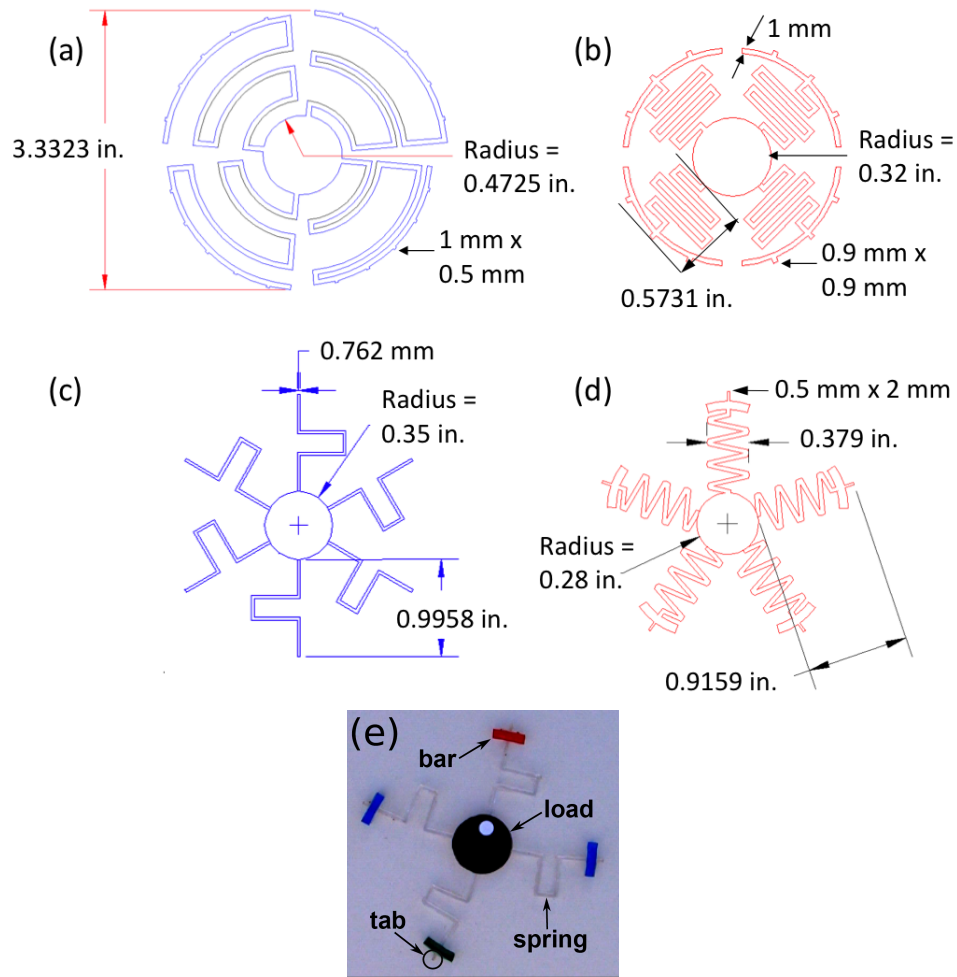 (a)
3.3323 in.
Radius =
0.4725 in.
1 mm x
0.5 mm
(b)
1 mm
Radius =
0.32 in.
0.9 mm x
0.9 mm
0.5731 in.
(c)
0.762 mm
Radius =
0.35 in.
0.9958 in.
(d)
0.5 mm x 2 mm
0.379 in.
Radius =
0.28 in.
0.9159 in.
(e)
bar
load
tab
spring